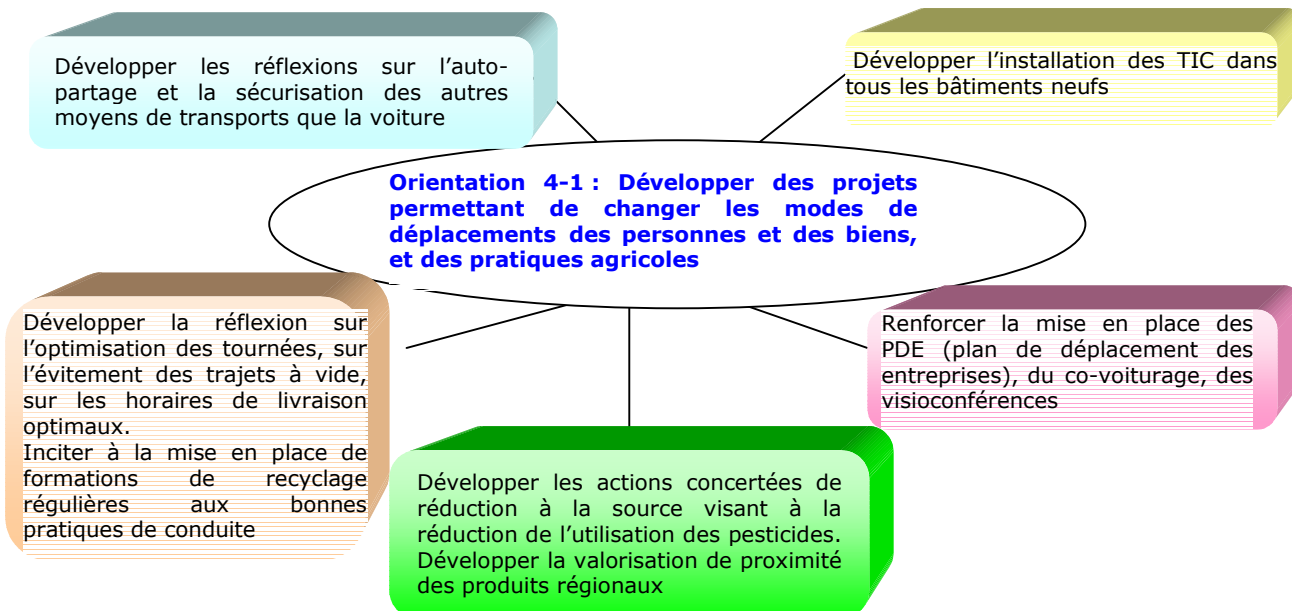 Développer les réflexions sur l'auto-
partage et la sécurisation des autres
moyens de transports que la voiture
Développer l'installation des TIC dans
tous les bâtiments neufs
Orientation 4-1 : Développer des projets
permettant de changer les modes de
déplacements des personnes et des biens,
et des pratiques agricoles
Développer la réflexion sur
l'optimisation des tournées, sur
l'évitement des trajets à vide,
sur les horaires de livraison
optimaux.
Inciter à la mise en place de
formations de recyclage
régulières aux bonnes
pratiques de conduite
Renforcer la mise en place des
PDE (plan de déplacement des
entreprises), du co-voiturage, des
visioconférences
Développer les actions concertées de
réduction à la source visant à la
réduction de l'utilisation des pesticides.
Développer la valorisation de proximité
des produits régionaux